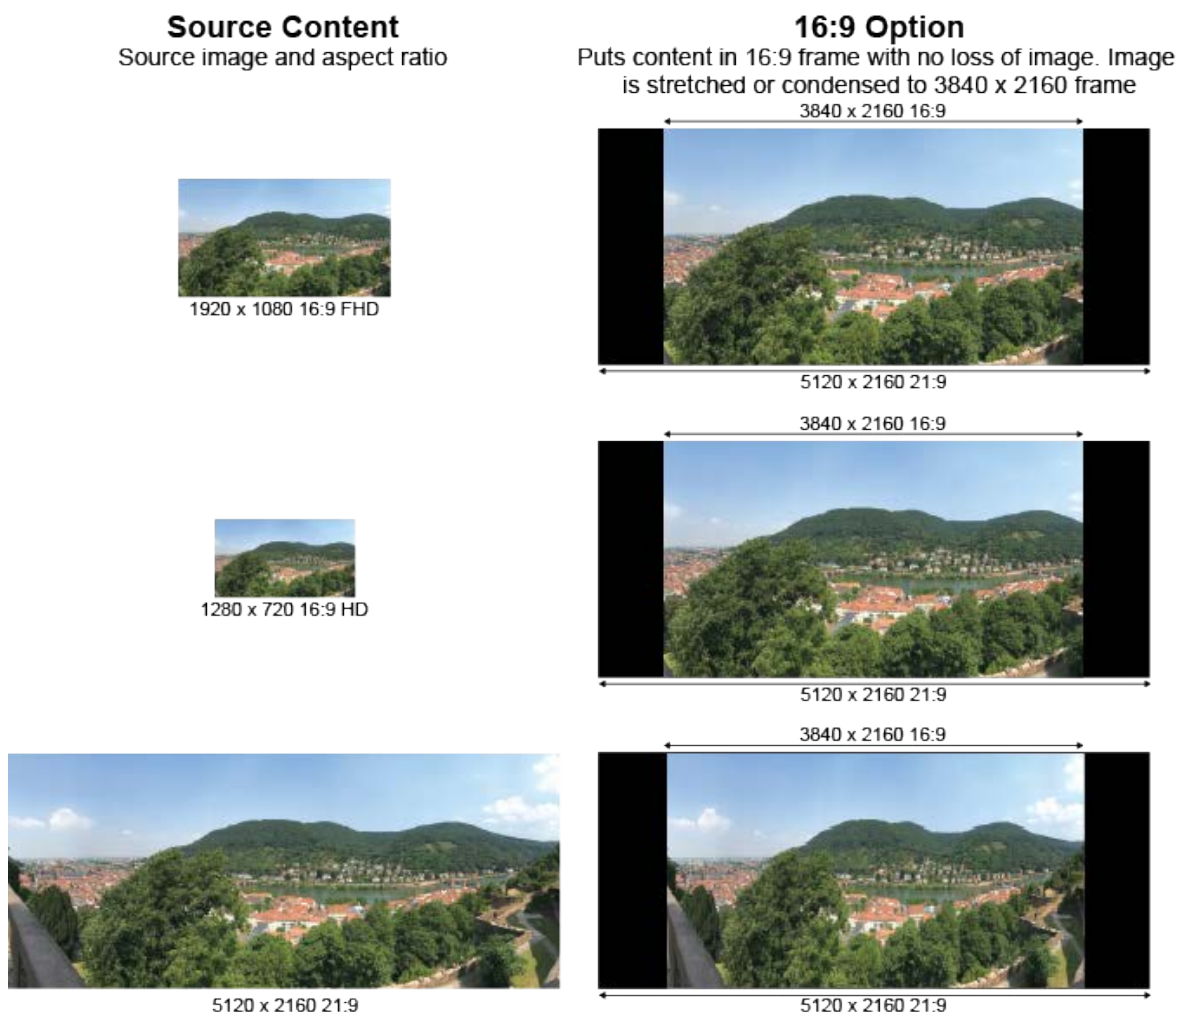 Source Content
Source image and aspect ratio
16:9 Option
Puts content in 16:9 frame with no loss of image. Image
is stretched or condensed to 3840 x 2160 frame
3840 x 2160 16:9
1920 x 1080 16:9 FHD
5120 x 2160 21:9
3840 x 2160 16:9
1280 x 720 16:9 HD
5120 x 2160 21:9
3840 x 2160 16:9
5120 x 2160 21:9
5120 x 2160 21:9